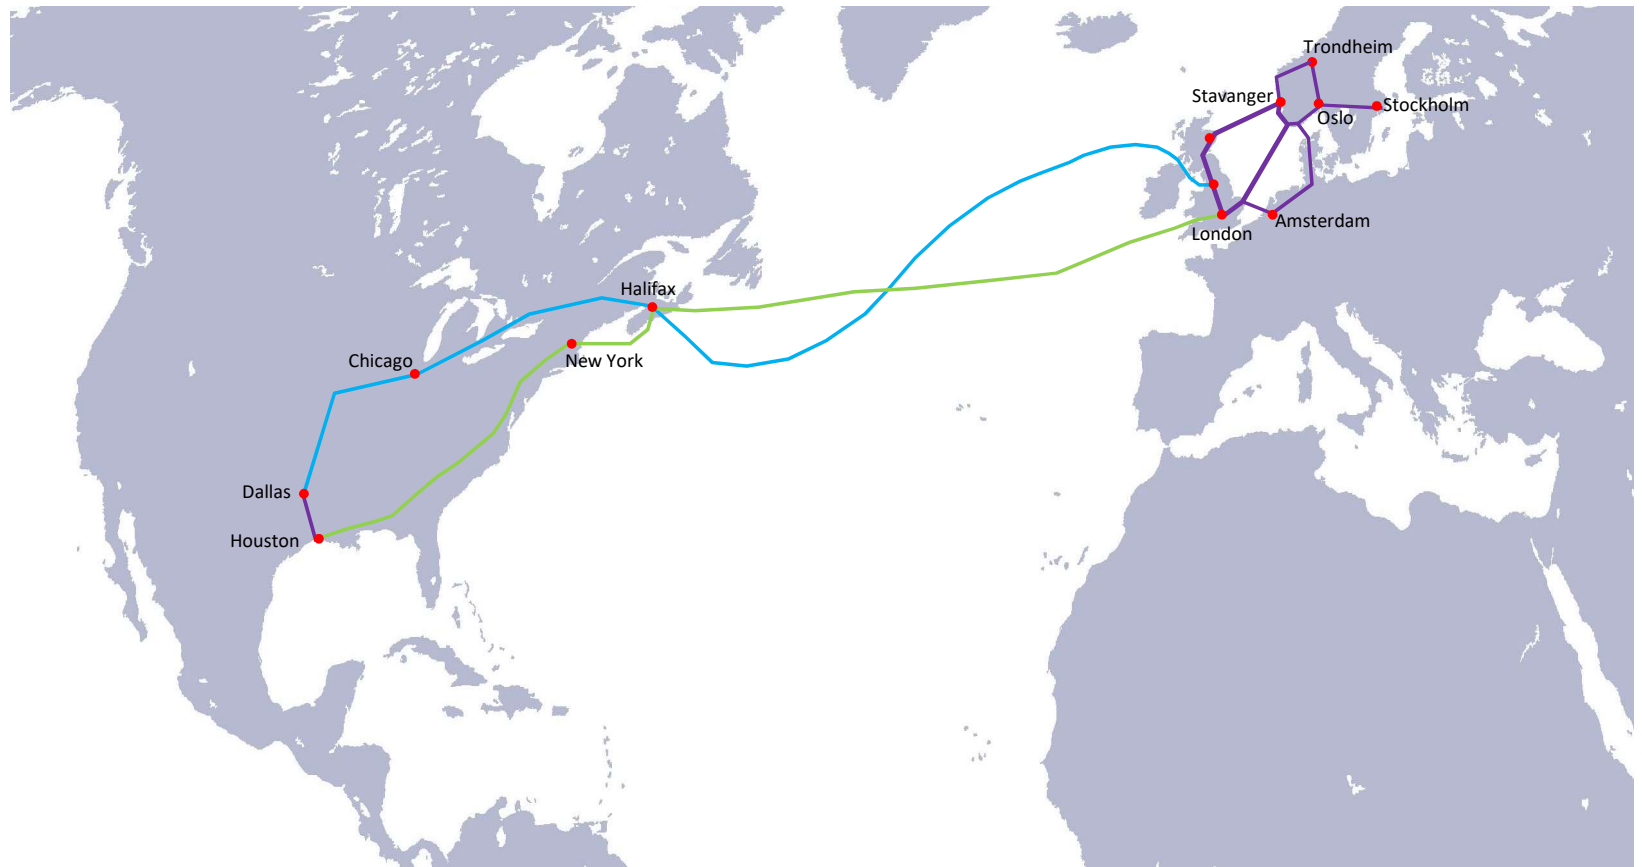 Trondheim
Stavanger
Stockholm
Oslo
Amsterdam
London
Halifax
Chicago
New York
Dallas
Houston